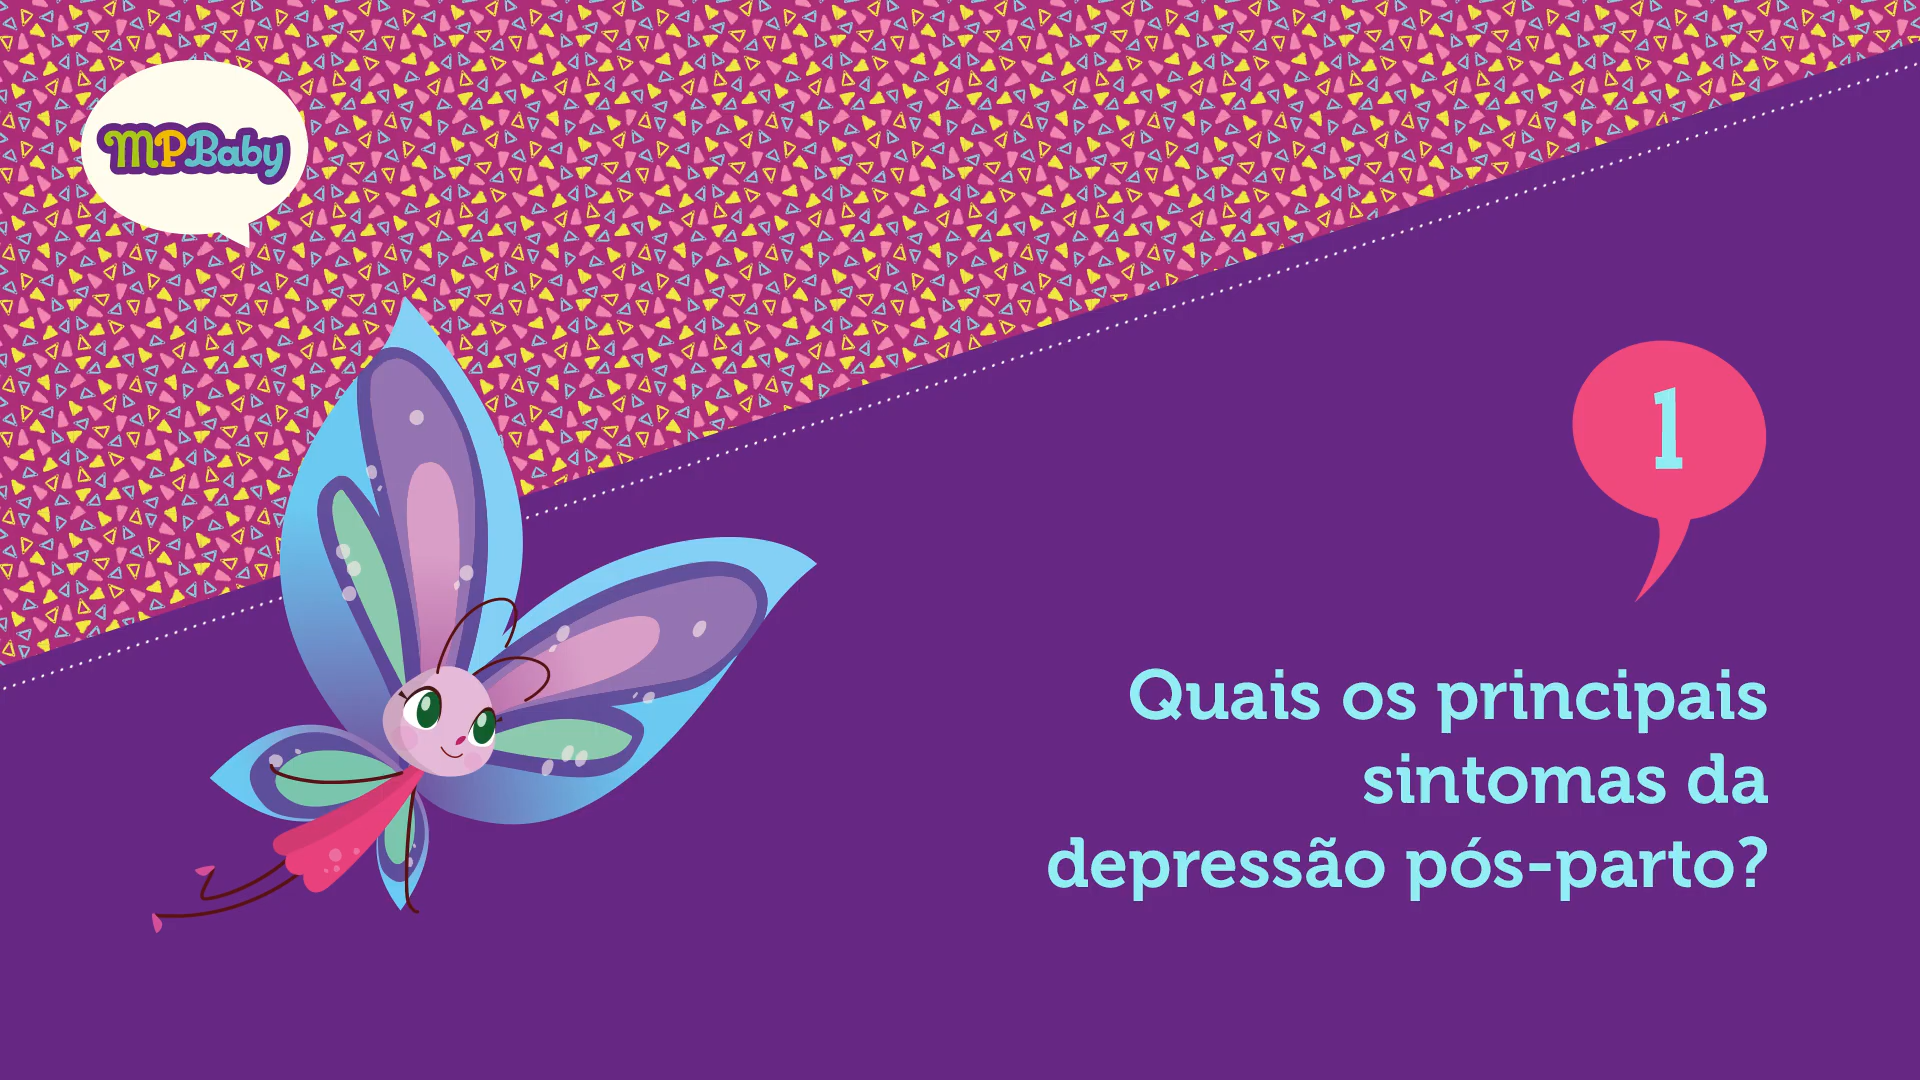 MPBaby
1
Quais os principais
sintomas da
depressão pós-parto?